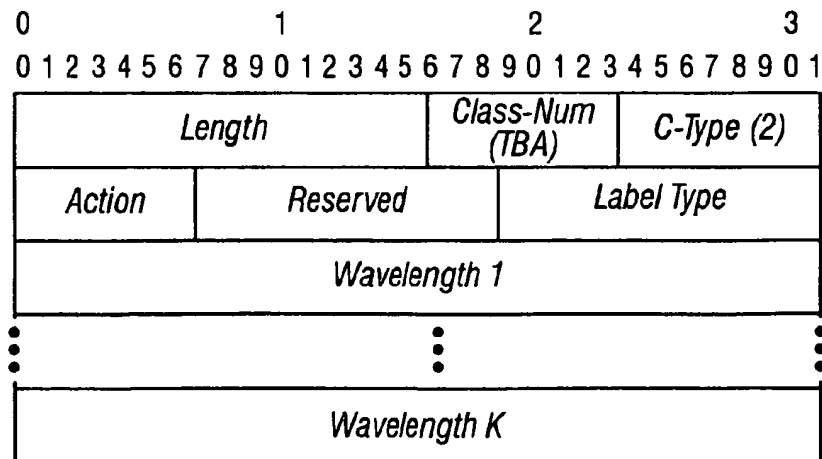 0 1 2 3
0 1 2 3 4 5 6 7 8 9 0 1 2 3 4 5 6 7 8 9 0 1 2 3 4 5 6 7 8 9 0 1
Length Class-Num (TBA) C-Type (2)
Action Reserved Label Type
Wavelength 1
Wavelength K